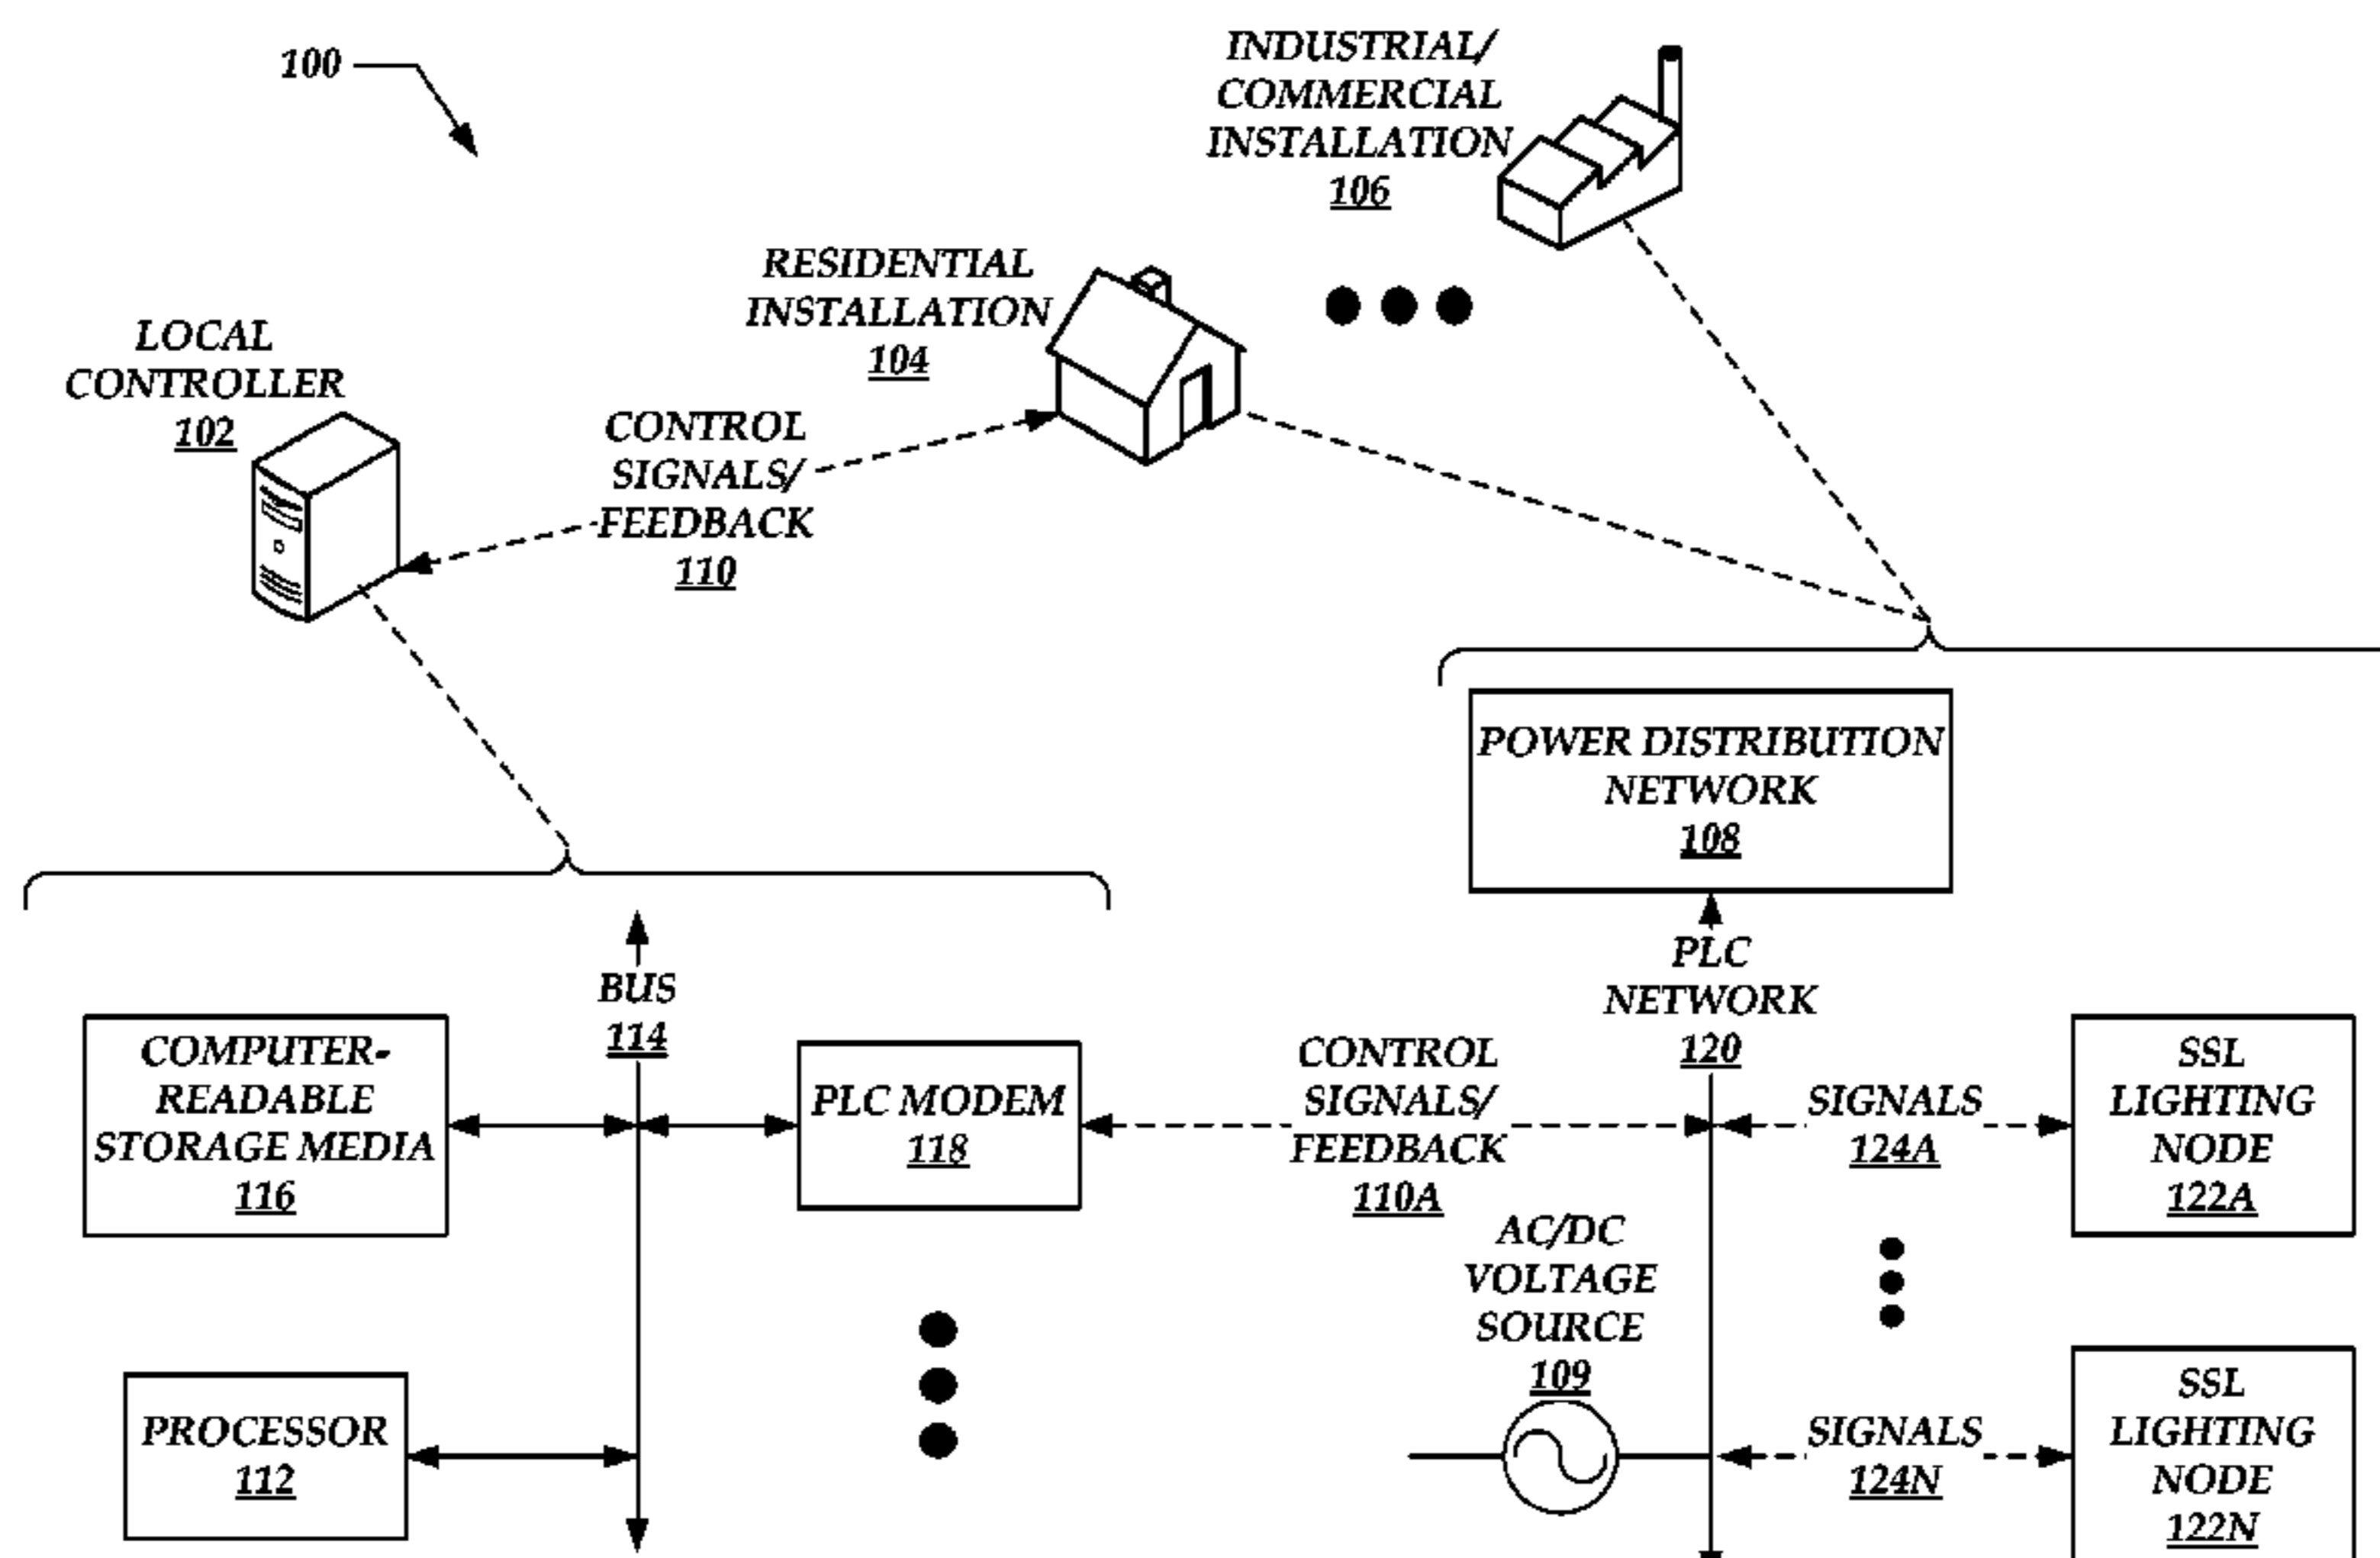 100
INDUSTRIAL/
COMMERCIAL
INSTALLATION
106
RESIDENTIAL
INSTALLATION
104
LOCAL
CONTROLLER
102
CONTROL
SIGNALS/
FEEDBACK
110
POWER DISTRIBUTION
NETWORK
108
BUS
114
COMPUTER-
READABLE
STORAGE MEDIA
116
PLC MODEM
118
PROCESSOR
112
PLC
NETWORK
120
CONTROL
SIGNALS/
FEEDBACK
110A
SIGNALS
124A
SSL
LIGHTING
NODE
122A
AC/DC
VOLTAGE
SOURCE
109
SIGNALS
124N
SSL
LIGHTING
NODE
122N